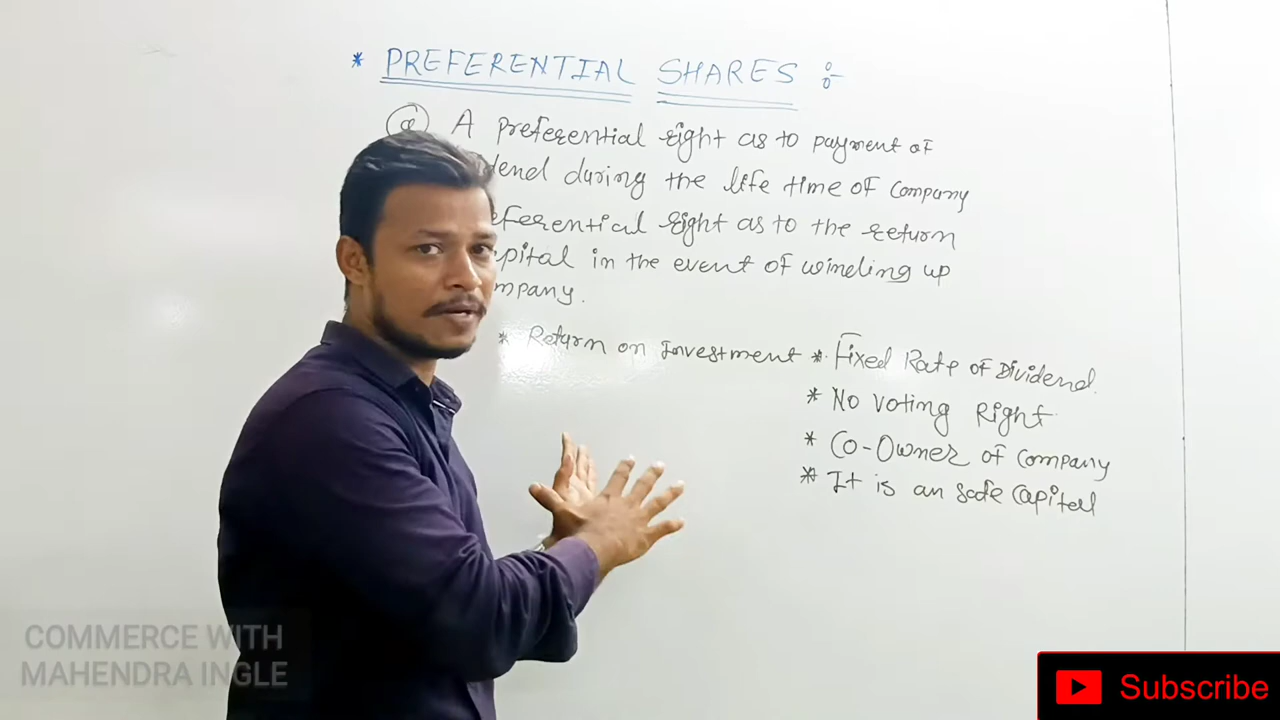 * PREFERENTIAL SHARES :-
(a) A preferential right as to payment of
dend during the life time of Company
eferential right as to the return
pital in the event of winding up
mpany.
* Return on Investment
* Fixed Rate of Dividend.
* No Voting Right
* Co-Owner of Company
* It is an Safe Capital
COMMERCE WITH
MAHENDRA INGLE
Subscribe